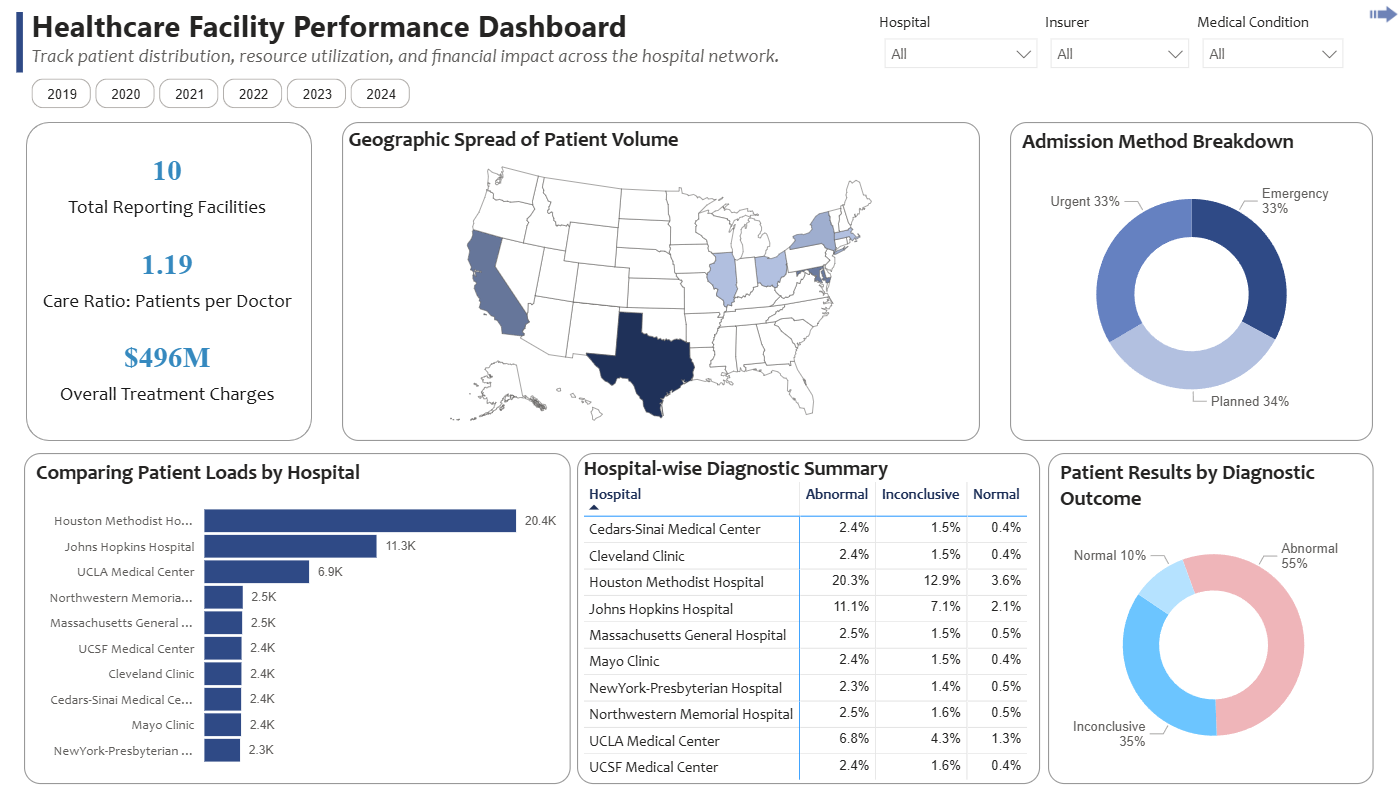 Healthcare Facility Performance Dashboard
Track patient distribution, resource utilization, and financial impact across the hospital network.
Hospital Insurer Medical Condition
All All All
2019 2020 2021 2022 2023 2024
10
Total Reporting Facilities
1.19
Care Ratio: Patients per Doctor
$496M
Overall Treatment Charges
Geographic Spread of Patient Volume
Admission Method Breakdown
Urgent 33%
Emergency
33%
Planned 34%
Comparing Patient Loads by Hospital
Houston Methodist Ho... 20.4K
Johns Hopkins Hospital 11.3K
UCLA Medical Center 6.9K
Northwestern Memoria... 2.5K
Massachusetts General ... 2.5K
UCSF Medical Center 2.4K
Cleveland Clinic 2.4K
Cedars-Sinai Medical Ce... 2.4K
Mayo Clinic 2.4K
NewYork-Presbyterian ... 2.3K
Hospital-wise Diagnostic Summary
Hospital Abnormal Inconclusive Normal
Cedars-Sinai Medical Center 2.4% 1.5% 0.4%
Cleveland Clinic 2.4% 1.5% 0.4%
Houston Methodist Hospital 20.3% 12.9% 3.6%
Johns Hopkins Hospital 11.1% 7.1% 2.1%
Massachusetts General Hospital 2.5% 1.5% 0.5%
Mayo Clinic 2.4% 1.5% 0.4%
NewYork-Presbyterian Hospital 2.3% 1.4% 0.5%
Northwestern Memorial Hospital 2.5% 1.6% 0.5%
UCLA Medical Center 6.8% 4.3% 1.3%
UCSF Medical Center 2.4% 1.6% 0.4%
Patient Results by Diagnostic
Outcome
Normal 10%
Abnormal
55%
Inconclusive
35%